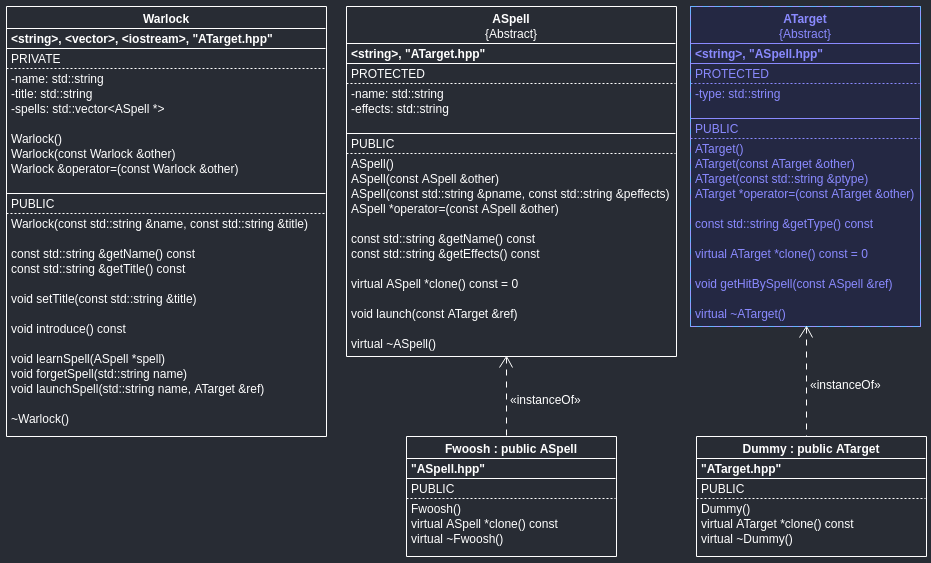 Warlock
<string>, <vector>, <iostream>, "ATarget.hpp"
PRIVATE
-name: std::string
-title: std::string
-spells: std::vector<ASpell *>
Warlock()
Warlock(const Warlock &other)
Warlock &operator=(const Warlock &other)
PUBLIC
Warlock(const std::string &name, const std::string &title)
const std::string &getName() const
const std::string &getTitle() const
void setTitle(const std::string &title)
void introduce() const
void learnSpell(ASpell *spell)
void forgetSpell(std::string name)
void launchSpell(std::string name, ATarget &ref)
~Warlock()
ASpell
{Abstract}
<string>, "ATarget.hpp"
PROTECTED
-name: std::string
-effects: std::string
PUBLIC
ASpell()
ASpell(const ASpell &other)
ASpell(const std::string &pname, const std::string &peffects)
ASpell *operator=(const ASpell &other)
const std::string &getName() const
const std::string &getEffects() const
virtual ASpell *clone() const = 0
void launch(const ATarget &ref)
virtual ~ASpell()
ATarget
{Abstract}
<string>, "ASpell.hpp"
PROTECTED
-type: std::string
PUBLIC
ATarget()
ATarget(const ATarget &other)
ATarget(const std::string &ptype)
ATarget *operator=(const ATarget &other)
const std::string &getType() const
virtual ATarget *clone() const = 0
void getHitBySpell(const ASpell &ref)
virtual ~ATarget()
«instanceOf»
«instanceOf»
Fwoosh : public ASpell
"ASpell.hpp"
PUBLIC
Fwoosh()
virtual ASpell *clone() const
virtual ~Fwoosh()
Dummy : public ATarget
"ATarget.hpp"
PUBLIC
Dummy()
virtual ATarget *clone() const
virtual ~Dummy()